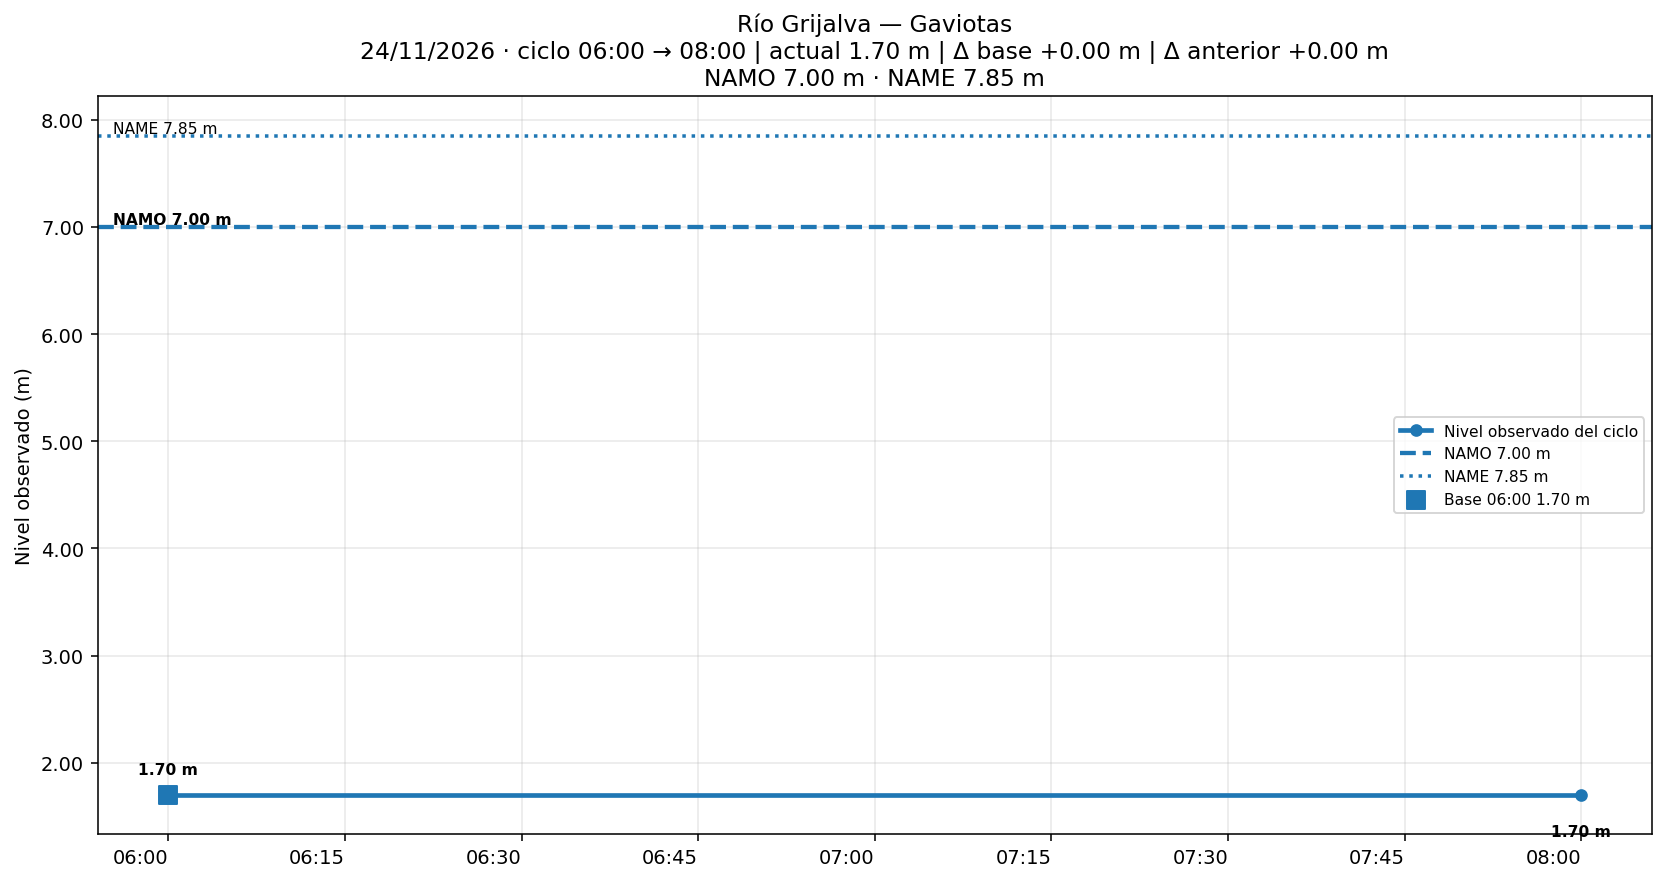 Río Grijalva — Gaviotas
24/11/2026 · ciclo 06:00 → 08:00 | actual 1.70 m | Δ base +0.00 m | Δ anterior +0.00 m
NAMO 7.00 m · NAME 7.85 m
Nivel observado (m)
8.00
7.00
6.00
5.00
4.00
3.00
2.00
NAME 7.85 m
NAMO 7.00 m
Nivel observado del ciclo
NAMO 7.00 m
NAME 7.85 m
Base 06:00 1.70 m
1.70 m
1.70 m
06:00 06:15 06:30 06:45 07:00 07:15 07:30 07:45 08:00